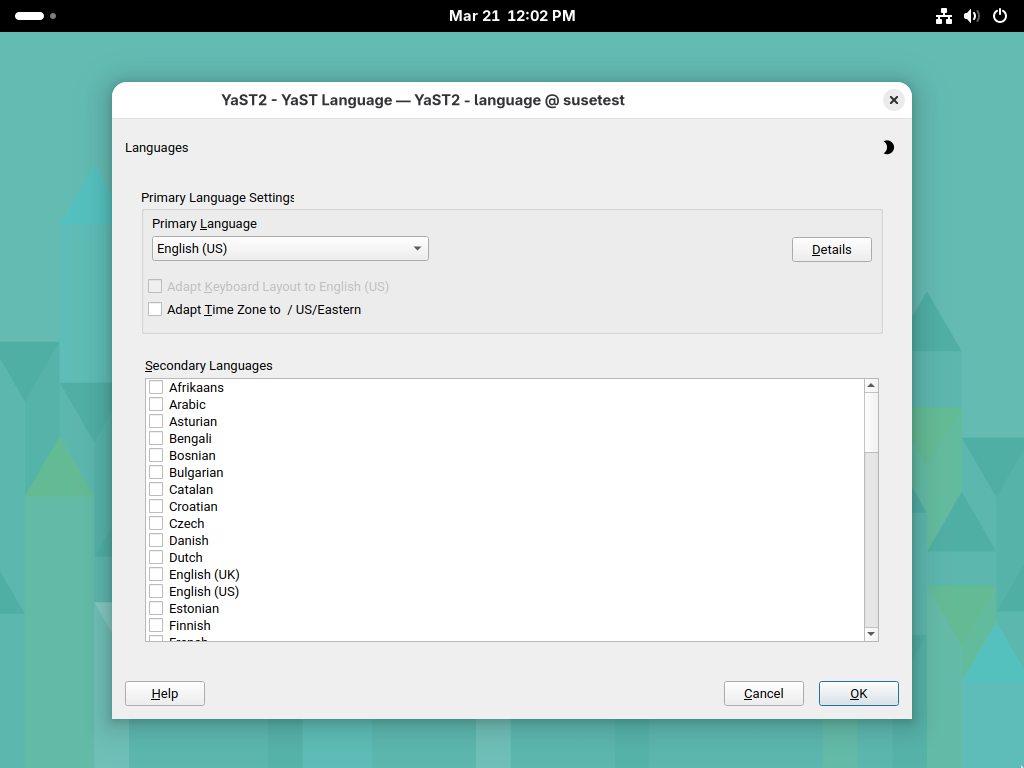 Mar 21 12:02 PM
YaST2 - YaST Language — YaST2 - language @ susetest
Languages
Primary Language Settings
Primary Language
English (US)
Details
Adapt Keyboard Layout to English (US)
Adapt Time Zone to / US/Eastern
Secondary Languages
Afrikaans
Arabic
Asturian
Bengali
Bosnian
Bulgarian
Catalan
Croatian
Czech
Danish
Dutch
English (UK)
English (US)
Estonian
Finnish
French
Help
Cancel
OK